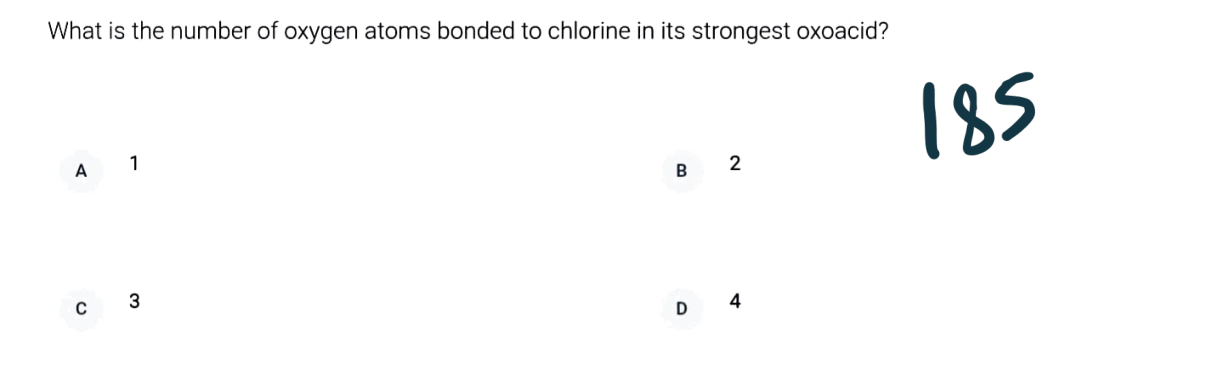 What is the number of oxygen atoms bonded to chlorine in its strongest oxoacid?
185
A 1
B 2
C 3
D 4